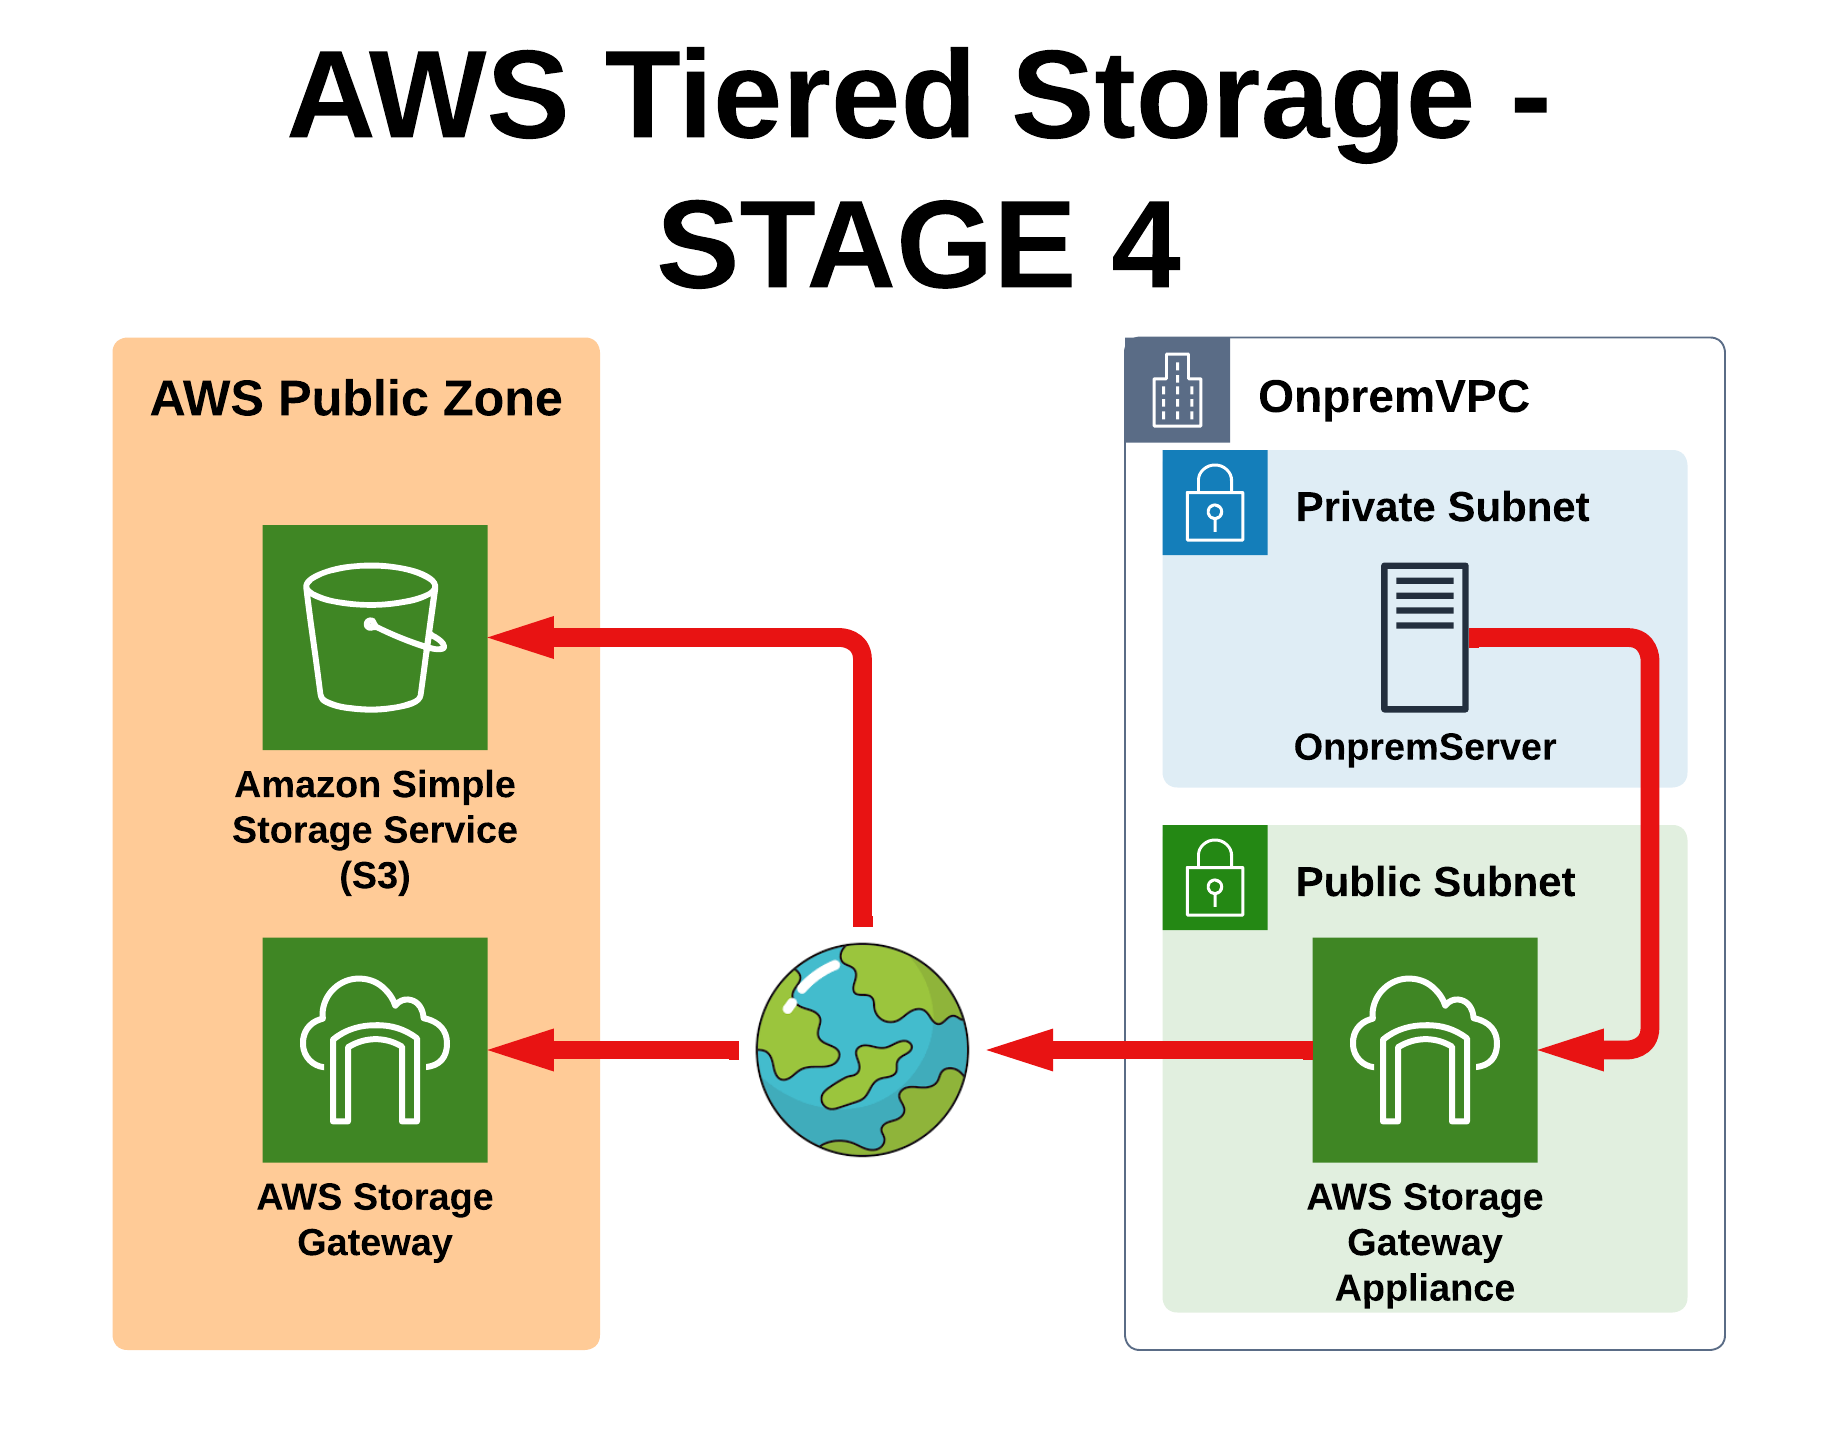 AWS Tiered Storage -
STAGE 4
AWS Public Zone
Amazon Simple
Storage Service
(S3)
AWS Storage
Gateway
OnpremVPC
Private Subnet
OnpremServer
Public Subnet
AWS Storage
Gateway
Appliance